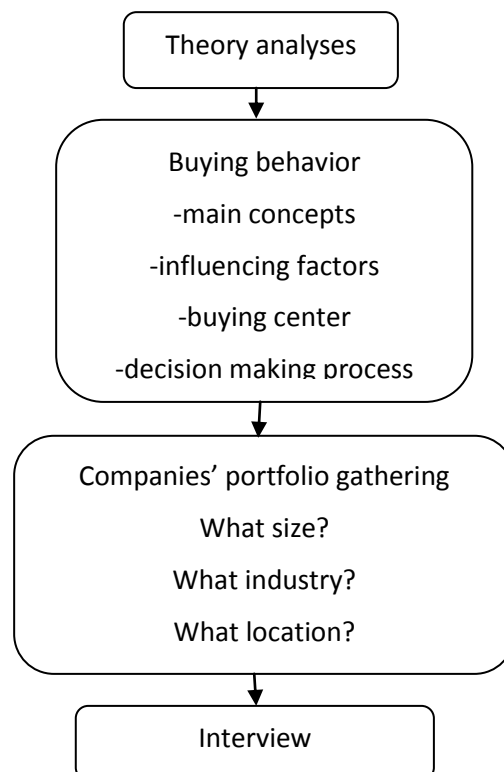 Theory analyses
Buying behavior
-main concepts
-influencing factors
-buying center
-decision making process
Companies’ portfolio gathering
What size?
What industry?
What location?
Interview